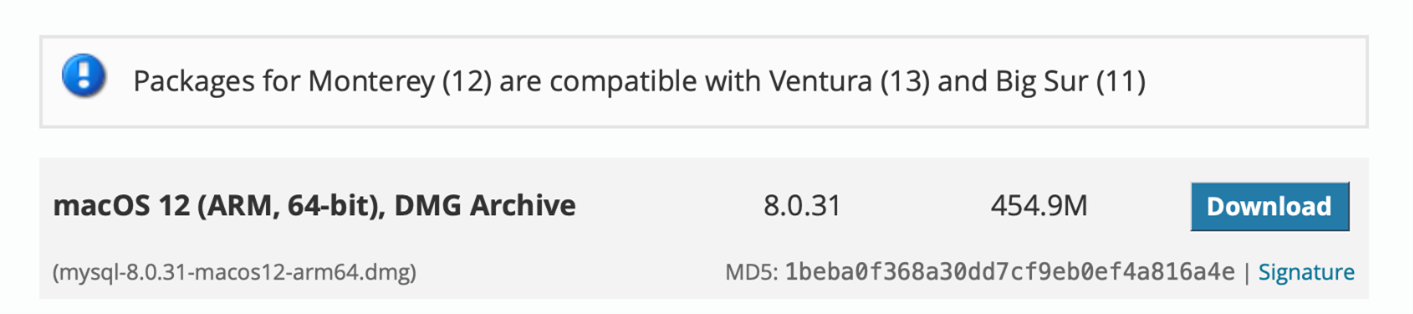 Packages for Monterey (12) are compatible with Ventura (13) and Big Sur (11)
macOS 12 (ARM, 64-bit), DMG Archive 8.0.31 454.9M Download
(mysql-8.0.31-macos12-arm64.dmg) MD5: 1beba0f368a30dd7cf9eb0ef4a816a4e | Signature